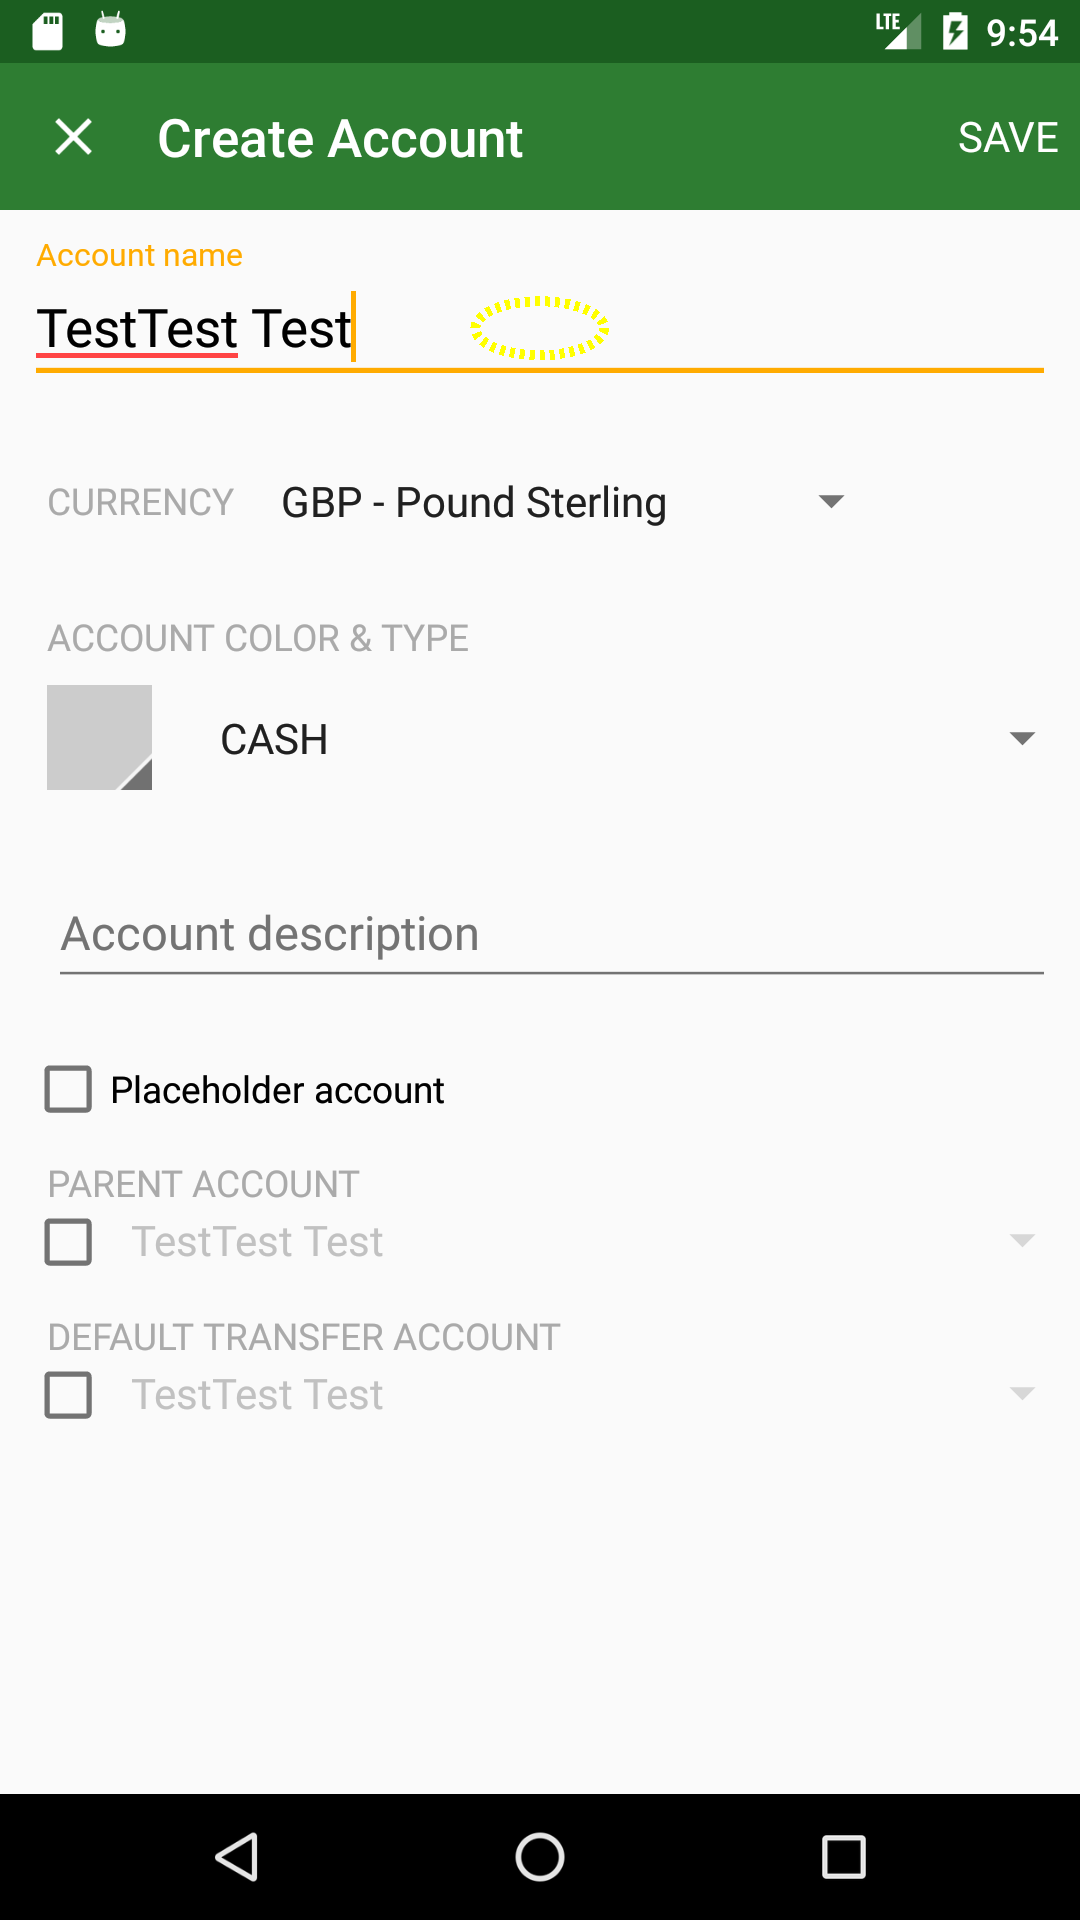 LTE 9:54
Create Account SAVE
Account name
TestTest Test
CURRENCY GBP - Pound Sterling
ACCOUNT COLOR & TYPE
CASH
Account description
Placeholder account
PARENT ACCOUNT
TestTest Test
DEFAULT TRANSFER ACCOUNT
TestTest Test